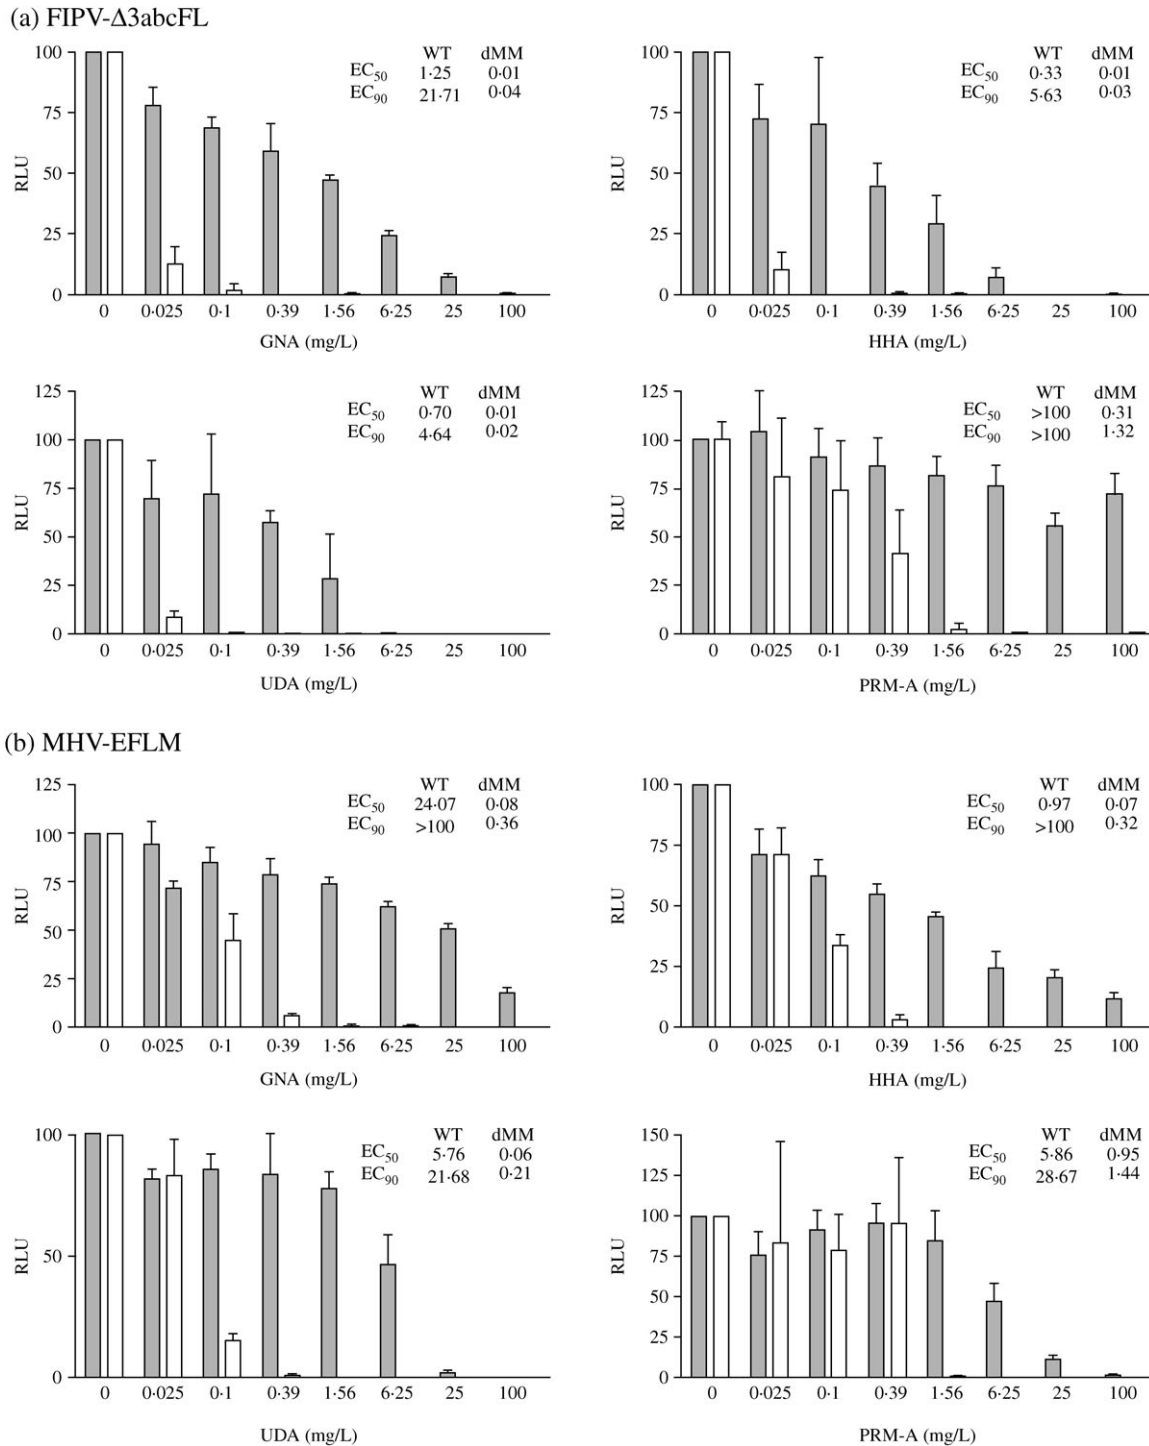 (a) FIPV-Δ3abcFL
WT dMM
EC50 1·25 0·01
EC90 21·71 0·04
100
75
50
25
0
RLU
0 0·025 0·1 0·39 1·56 6·25 25 100
GNA (mg/L)
WT dMM
EC50 0·33 0·01
EC90 5·63 0·03
100
75
50
25
0
RLU
0 0·025 0·1 0·39 1·56 6·25 25 100
HHA (mg/L)
WT dMM
EC50 0·70 0·01
EC90 4·64 0·02
125
100
75
50
25
0
RLU
0 0·025 0·1 0·39 1·56 6·25 25 100
UDA (mg/L)
WT dMM
EC50 >100 0·31
EC90 >100 1·32
125
100
75
50
25
0
RLU
0 0·025 0·1 0·39 1·56 6·25 25 100
PRM-A (mg/L)
(b) MHV-EFLM
WT dMM
EC50 24·07 0·08
EC90 >100 0·36
125
100
75
50
25
0
RLU
0 0·025 0·1 0·39 1·56 6·25 25 100
GNA (mg/L)
WT dMM
EC50 0·97 0·07
EC90 >100 0·32
100
75
50
25
0
RLU
0 0·025 0·1 0·39 1·56 6·25 25 100
HHA (mg/L)
WT dMM
EC50 5·76 0·06
EC90 21·68 0·21
100
50
0
RLU
0 0·025 0·1 0·39 1·56 6·25 25 100
UDA (mg/L)
WT dMM
EC50 5·86 0·95
EC90 28·67 1·44
150
125
100
75
50
25
0
RLU
0 0·025 0·1 0·39 1·56 6·25 25 100
PRM-A (mg/L)